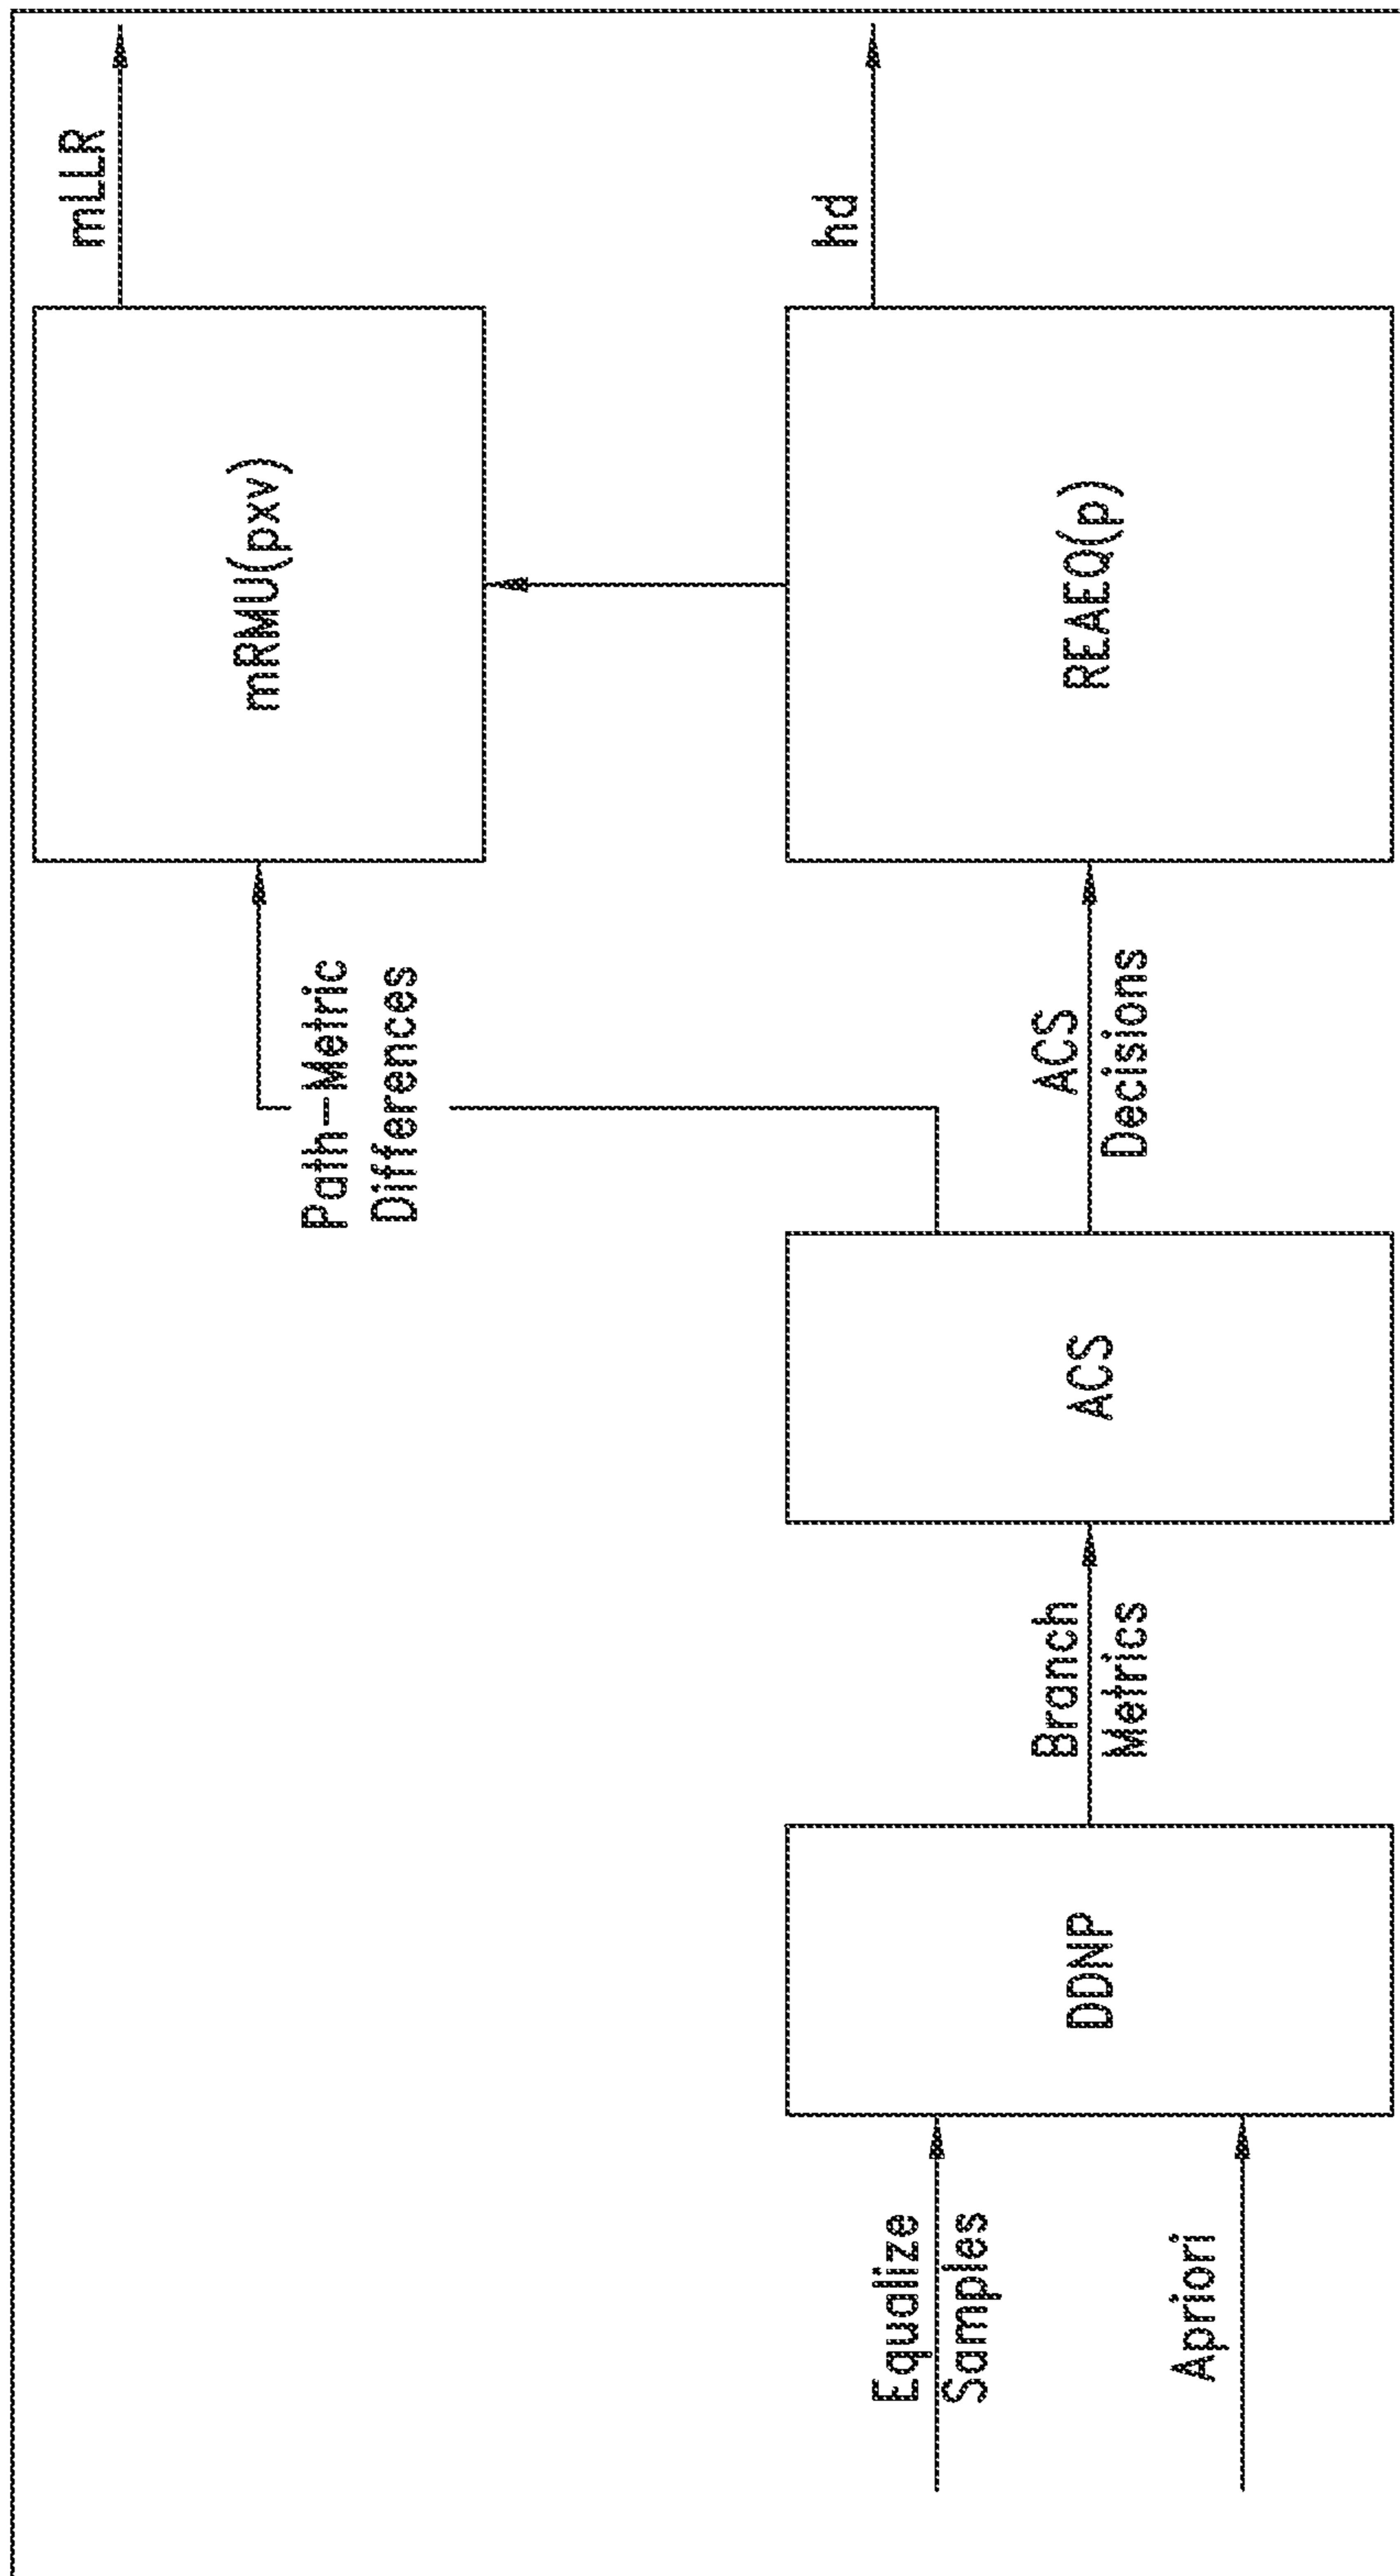 Equalize
Samples
Apriori
DDNP
Branch
Metrics
ACS
Path-Metric
Differences
ACS
Decisions
mRMU(pxv)
REAEQ(p)
mLLR
hd